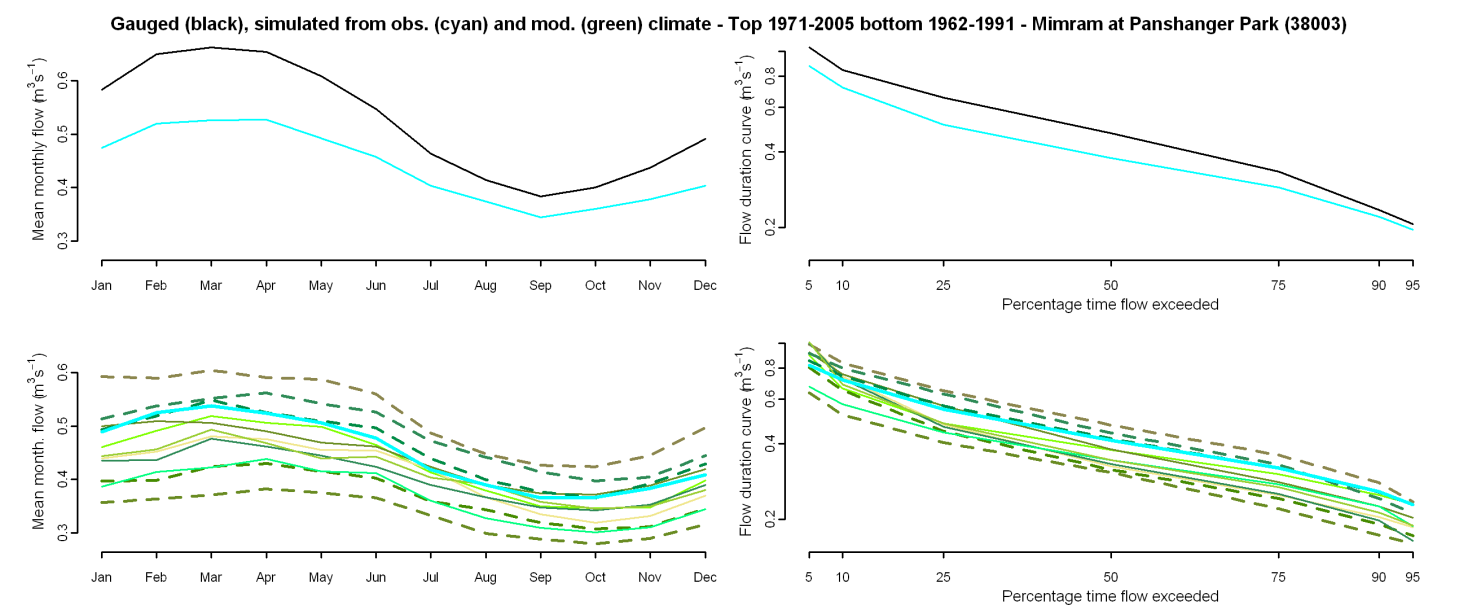 Gauged (black), simulated from obs. (cyan) and mod. (green) climate - Top 1971-2005 bottom 1962-1991 - Mimram at Panshanger Park (38003)
Mean monthly flow (m³s⁻¹)
0.3 0.4 0.5 0.6
Jan Feb Mar Apr May Jun Jul Aug Sep Oct Nov Dec
Flow duration curve (m³s⁻¹)
0.2 0.4 0.6 0.8
5 10 25 50 75 90 95
Percentage time flow exceeded
Mean month. flow (m³s⁻¹)
0.3 0.4 0.5 0.6
Jan Feb Mar Apr May Jun Jul Aug Sep Oct Nov Dec
Flow duration curve (m³s⁻¹)
0.2 0.4 0.6 0.8
5 10 25 50 75 90 95
Percentage time flow exceeded